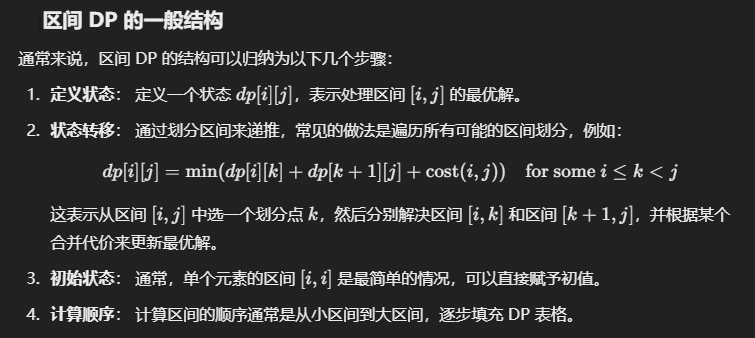 区间 DP 的一般结构
通常来说，区间 DP 的结构可以归纳为以下几个步骤：
1. 定义状态： 定义一个状态 dp[i][j]，表示处理区间 [i, j] 的最优解。
2. 状态转移： 通过划分区间来递推，常见的做法是遍历所有可能的区间划分，例如：
dp[i][j] = min(dp[i][k] + dp[k + 1][j] + cost(i, j)) for some i ≤ k < j
这表示从区间 [i, j] 中选一个划分点 k，然后分别解决区间 [i, k] 和区间 [k + 1, j]，并根据某个
合并代价来更新最优解。
3. 初始状态： 通常，单个元素的区间 [i, i] 是最简单的情况，可以直接赋予初值。
4. 计算顺序： 计算区间的顺序通常是从小区间到大区间，逐步填充 DP 表格。